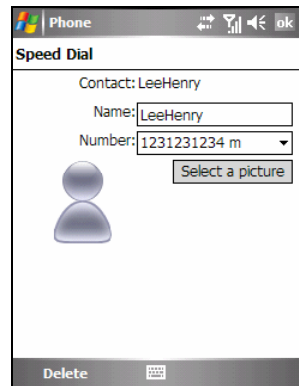 Phone ok
Speed Dial
Contact: LeeHenry
Name: LeeHenry
Number: 1231231234 m
Select a picture
Delete